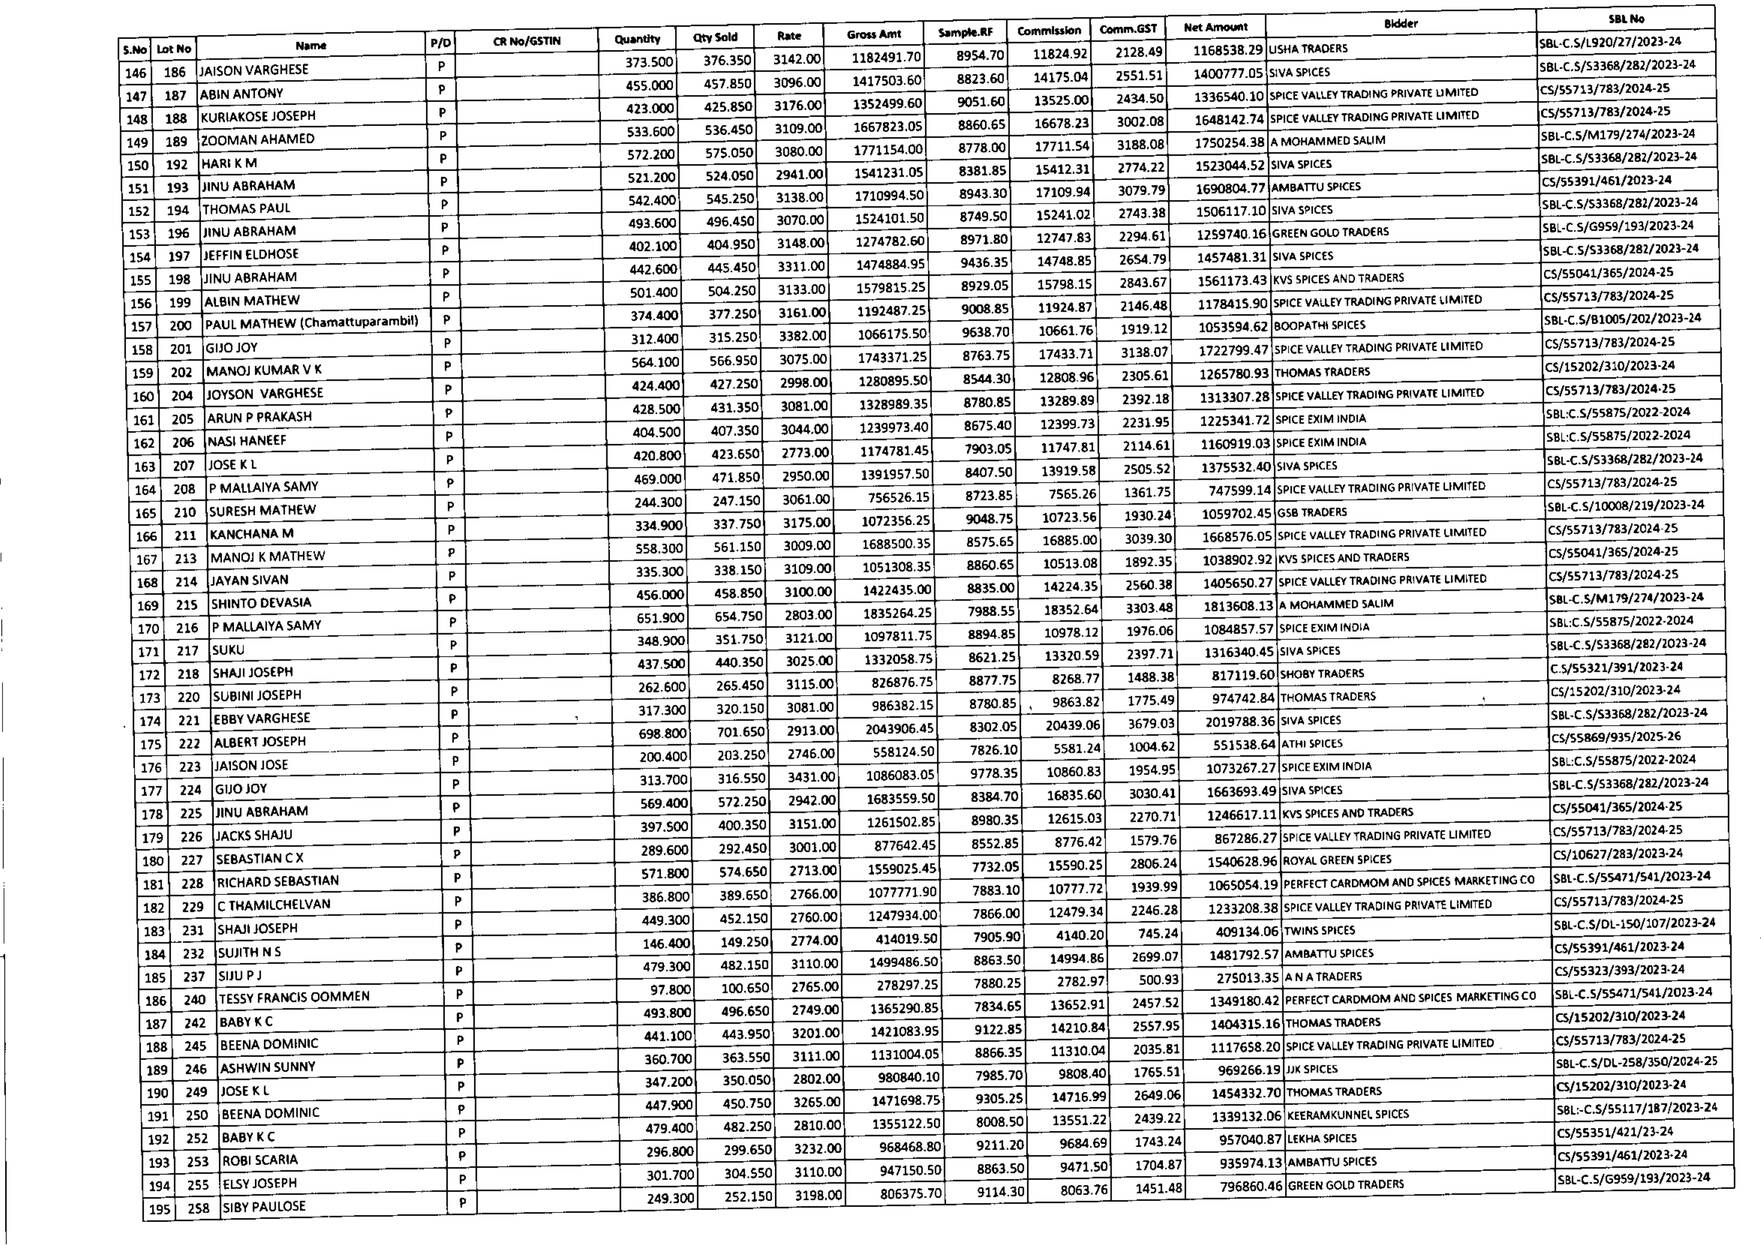 S.No Lot No Name P/D CR No/GSTIN Quantity Qty Sold Rate Gross Amt Sample.RF Commission Comm.GST Net Amount Bidder SBL No
146 186 JAISON VARGHESE P 373.500 376.350 3142.00 1182491.70 8954.70 11824.92 2128.49 1168538.29 USHA TRADERS SBL-C.S/L920/27/2023-24
147 187 ABIN ANTONY P 455.000 457.850 3096.00 1417503.60 8823.60 14175.04 2551.51 1400777.05 SIVA SPICES SBL-C.S/S3368/282/2023-24
148 188 KURIAKOSE JOSEPH P 423.000 425.850 3176.00 1352499.60 9051.60 13525.00 2434.50 1336540.10 SPICE VALLEY TRADING PRIVATE LIMITED CS/55713/783/2024-25
149 189 ZOOMAN AHAMED P 533.600 536.450 3109.00 1667823.05 8860.65 16678.23 3002.08 1648142.74 SPICE VALLEY TRADING PRIVATE LIMITED CS/55713/783/2024-25
150 192 HARI K M P 572.200 575.050 3080.00 1771154.00 8778.00 17711.54 3188.08 1750254.38 A MOHAMMED SALIM SBL-C.S/M179/274/2023-24
151 193 JINU ABRAHAM P 521.200 524.050 2941.00 1541231.05 8381.85 15412.31 2774.22 1523044.52 SIVA SPICES SBL-C.S/S3368/282/2023-24
152 194 THOMAS PAUL P 542.400 545.250 3138.00 1710994.50 8943.30 17109.94 3079.79 1690804.77 AMBATTU SPICES CS/55391/461/2023-24
153 196 JINU ABRAHAM P 493.600 496.450 3070.00 1524101.50 8749.50 15241.02 2743.38 1506117.10 SIVA SPICES SBL-C.S/S3368/282/2023-24
154 197 JEFFIN ELDHOSE P 402.100 404.950 3148.00 1274782.60 8971.80 12747.83 2294.61 1259740.16 GREEN GOLD TRADERS SBL-C.S/G959/193/2023-24
155 198 JINU ABRAHAM P 442.600 445.450 3311.00 1474884.95 9436.35 14748.85 2654.79 1457481.31 SIVA SPICES SBL-C.S/S3368/282/2023-24
156 199 ALBIN MATHEW P 501.400 504.250 3133.00 1579815.25 8929.05 15798.15 2843.67 1561173.43 KVS SPICES AND TRADERS CS/55041/365/2024-25
157 200 PAUL MATHEW (Chamattuparambil) P 374.400 377.250 3161.00 1192487.25 9008.85 11924.87 2146.48 1178415.90 SPICE VALLEY TRADING PRIVATE LIMITED CS/55713/783/2024-25
158 201 GIJO JOY P 312.400 315.250 3382.00 1066175.50 9638.70 10661.76 1919.12 1053594.62 BOOPATHI SPICES SBL-C.S/B1005/202/2023-24
159 202 MANOJ KUMAR V K P 564.100 566.950 3075.00 1743371.25 8763.75 17433.71 3138.07 1722799.47 SPICE VALLEY TRADING PRIVATE LIMITED CS/55713/783/2024-25
160 204 JOYSON VARGHESE P 424.400 427.250 2998.00 1280895.50 8544.30 12808.96 2305.61 1265780.93 THOMAS TRADERS CS/15202/310/2023-24
161 205 ARUN P PRAKASH P 428.500 431.350 3081.00 1328989.35 8780.85 13289.89 2392.18 1313307.28 SPICE VALLEY TRADING PRIVATE LIMITED CS/55713/783/2024-25
162 206 NASI HANEEF P 404.500 407.350 3044.00 1239973.40 8675.40 12399.73 2231.95 1225341.72 SPICE EXIM INDIA SBL:C.S/55875/2022-2024
163 207 JOSE K L P 420.800 423.650 2773.00 1174781.45 7903.05 11747.81 2114.61 1160919.03 SPICE EXIM INDIA SBL:C.S/55875/2022-2024
164 208 P MALLAIYA SAMY P 469.000 471.850 2950.00 1391957.50 8407.50 13919.58 2505.52 1375532.40 SIVA SPICES SBL-C.S/S3368/282/2023-24
165 210 SURESH MATHEW P 244.300 247.150 3061.00 756526.15 8723.85 7565.26 1361.75 747599.14 SPICE VALLEY TRADING PRIVATE LIMITED CS/55713/783/2024-25
166 211 KANCHANA M P 334.900 337.750 3175.00 1072356.25 9048.75 10723.56 1930.24 1059702.45 GSB TRADERS SBL-C.S/10008/219/2023-24
167 213 MANOJ K MATHEW P 558.300 561.150 3009.00 1688500.35 8575.65 16885.00 3039.30 1668576.05 SPICE VALLEY TRADING PRIVATE LIMITED CS/55713/783/2024-25
168 214 JAYAN SIVAN P 335.300 338.150 3109.00 1051308.35 8860.65 10513.08 1892.35 1038902.92 KVS SPICES AND TRADERS CS/55041/365/2024-25
169 215 SHINTO DEVASIA P 456.000 458.850 3100.00 1422435.00 8835.00 14224.35 2560.38 1405650.27 SPICE VALLEY TRADING PRIVATE LIMITED CS/55713/783/2024-25
170 216 P MALLAIYA SAMY P 651.900 654.750 2803.00 1835264.25 7988.55 18352.64 3303.48 1813608.13 A MOHAMMED SALIM SBL-C.S/M179/274/2023-24
171 217 SUKU P 348.900 351.750 3121.00 1097811.75 8894.85 10978.12 1976.06 1084857.57 SPICE EXIM INDIA SBL:C.S/55875/2022-2024
172 218 SHAJI JOSEPH P 437.500 440.350 3025.00 1332058.75 8621.25 13320.59 2397.71 1316340.45 SIVA SPICES SBL-C.S/S3368/282/2023-24
173 220 SUBINI JOSEPH P 262.600 265.450 3115.00 826876.75 8877.75 8268.77 1488.38 817119.60 SHOBY TRADERS C.S/55321/391/2023-24
174 221 EBBY VARGHESE P 317.300 320.150 3081.00 986382.15 8780.85 9863.82 1775.49 974742.84 THOMAS TRADERS CS/15202/310/2023-24
175 222 ALBERT JOSEPH P 698.800 701.650 2913.00 2043906.45 8302.05 20439.06 3679.03 2019788.36 SIVA SPICES SBL-C.S/S3368/282/2023-24
176 223 JAISON JOSE P 200.400 203.250 2746.00 558124.50 7826.10 5581.24 1004.62 551538.64 ATHI SPICES CS/55869/935/2025-26
177 224 GIJO JOY P 313.700 316.550 3431.00 1086083.05 9778.35 10860.83 1954.95 1073267.27 SPICE EXIM INDIA SBL:C.S/55875/2022-2024
178 225 JINU ABRAHAM P 569.400 572.250 2942.00 1683559.50 8384.70 16835.60 3030.41 1663693.49 SIVA SPICES SBL-C.S/S3368/282/2023-24
179 226 JACKS SHAJU P 397.500 400.350 3151.00 1261502.85 8980.35 12615.03 2270.71 1246617.11 KVS SPICES AND TRADERS CS/55041/365/2024-25
180 227 SEBASTIAN C X P 289.600 292.450 3001.00 877642.45 8552.85 8776.42 1579.76 867286.27 SPICE VALLEY TRADING PRIVATE LIMITED CS/55713/783/2024-25
181 228 RICHARD SEBASTIAN P 571.800 574.650 2713.00 1559025.45 7732.05 15590.25 2806.24 1540628.96 ROYAL GREEN SPICES CS/10627/283/2023-24
182 229 C THAMILCHELVAN P 386.800 389.650 2766.00 1077771.90 7883.10 10777.72 1939.99 1065054.19 PERFECT CARDMOM AND SPICES MARKETING CO SBL-C.S/55471/541/2023-24
183 231 SHAJI JOSEPH P 449.300 452.150 2760.00 1247934.00 7866.00 12479.34 2246.28 1233208.38 SPICE VALLEY TRADING PRIVATE LIMITED CS/55713/783/2024-25
184 232 SUJITH N S P 146.400 149.250 2774.00 414019.50 7905.90 4140.20 745.24 409134.06 TWINS SPICES SBL-C.S/DL-150/107/2023-24
185 237 SIJU P J P 479.300 482.150 3110.00 1499486.50 8863.50 14994.86 2699.07 1481792.57 AMBATTU SPICES CS/55391/461/2023-24
186 240 TESSY FRANCIS OOMMEN P 97.800 100.650 2765.00 278297.25 7880.25 2782.97 500.93 275013.35 A N A TRADERS CS/55323/393/2023-24
187 242 BABY K C P 493.800 496.650 2749.00 1365290.85 7834.65 13652.91 2457.52 1349180.42 PERFECT CARDMOM AND SPICES MARKETING CO SBL-C.S/55471/541/2023-24
188 245 BEENA DOMINIC P 441.100 443.950 3201.00 1421083.95 9122.85 14210.84 2557.95 1404315.16 THOMAS TRADERS CS/15202/310/2023-24
189 246 ASHWIN SUNNY P 360.700 363.550 3111.00 1131004.05 8866.35 11310.04 2035.81 1117658.20 SPICE VALLEY TRADING PRIVATE LIMITED CS/55713/783/2024-25
190 249 JOSE K L P 347.200 350.050 2802.00 980840.10 7985.70 9808.40 1765.51 969266.19 JJK SPICES SBL-C.S/DL-258/350/2024-25
191 250 BEENA DOMINIC P 447.900 450.750 3265.00 1471698.75 9305.25 14716.99 2649.06 1454332.70 THOMAS TRADERS CS/15202/310/2023-24
192 252 BABY K C P 479.400 482.250 2810.00 1355122.50 8008.50 13551.22 2439.22 1339132.06 KEERAMKUNNEL SPICES SBL:-C.S/55117/187/2023-24
193 253 ROBI SCARIA P 296.800 299.650 3232.00 968468.80 9211.20 9684.69 1743.24 957040.87 LEKHA SPICES CS/55351/421/23-24
194 255 ELSY JOSEPH P 301.700 304.550 3110.00 947150.50 8863.50 9471.50 1704.87 935974.13 AMBATTU SPICES CS/55391/461/2023-24
195 258 SIBY PAULOSE P 249.300 252.150 3198.00 806375.70 9114.30 8063.76 1451.48 796860.46 GREEN GOLD TRADERS SBL-C.S/G959/193/2023-24